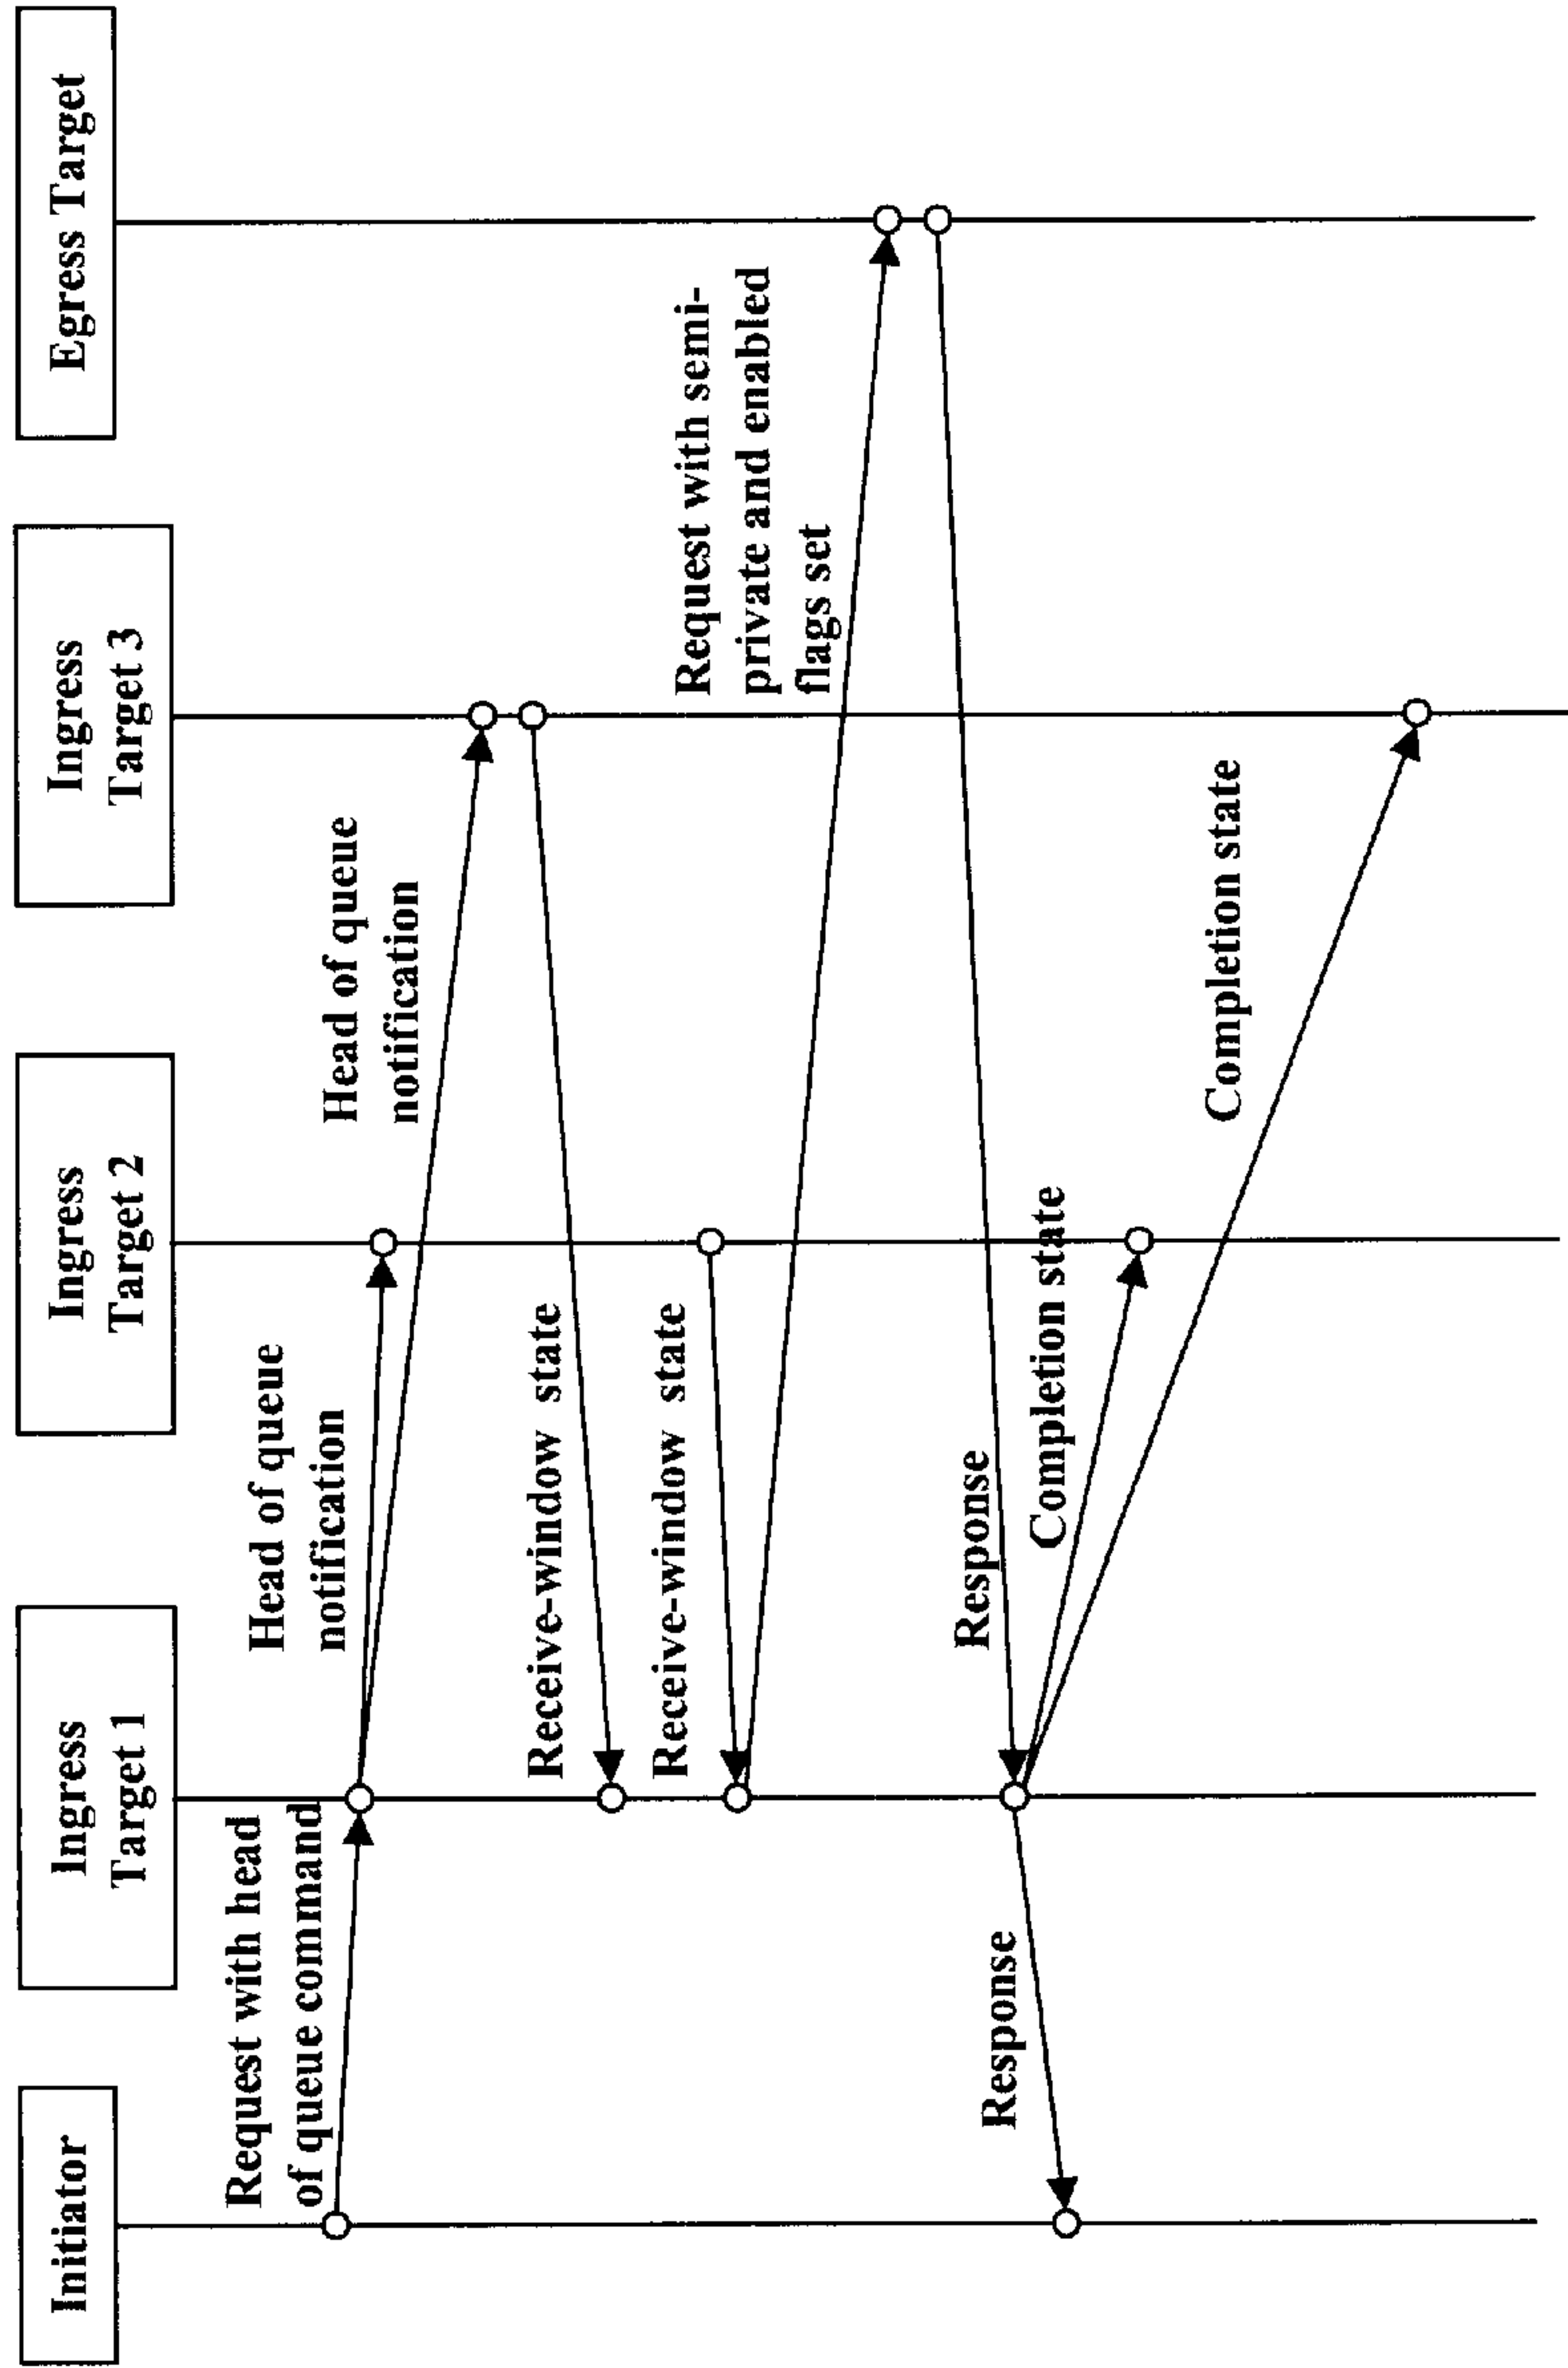 Initiator
Ingress
Target 1
Ingress
Target 2
Ingress
Target 3
Egress Target
Request with head
of queue command
Head of queue
notification
Head of queue
notification
Receive-window state
Receive-window state
Request with semi-
private and enabled
flags set
Response
Response
Completion state
Completion state